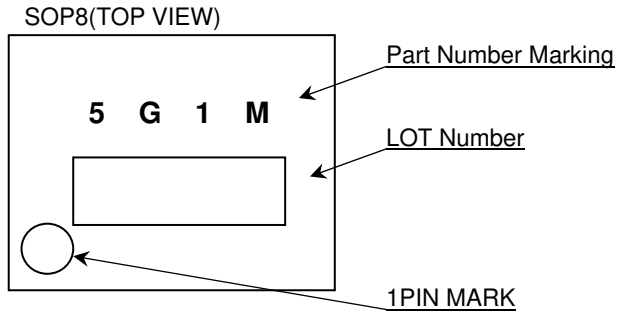 SOP8(TOP VIEW)
Part Number Marking
5 G 1 M
LOT Number
1PIN MARK